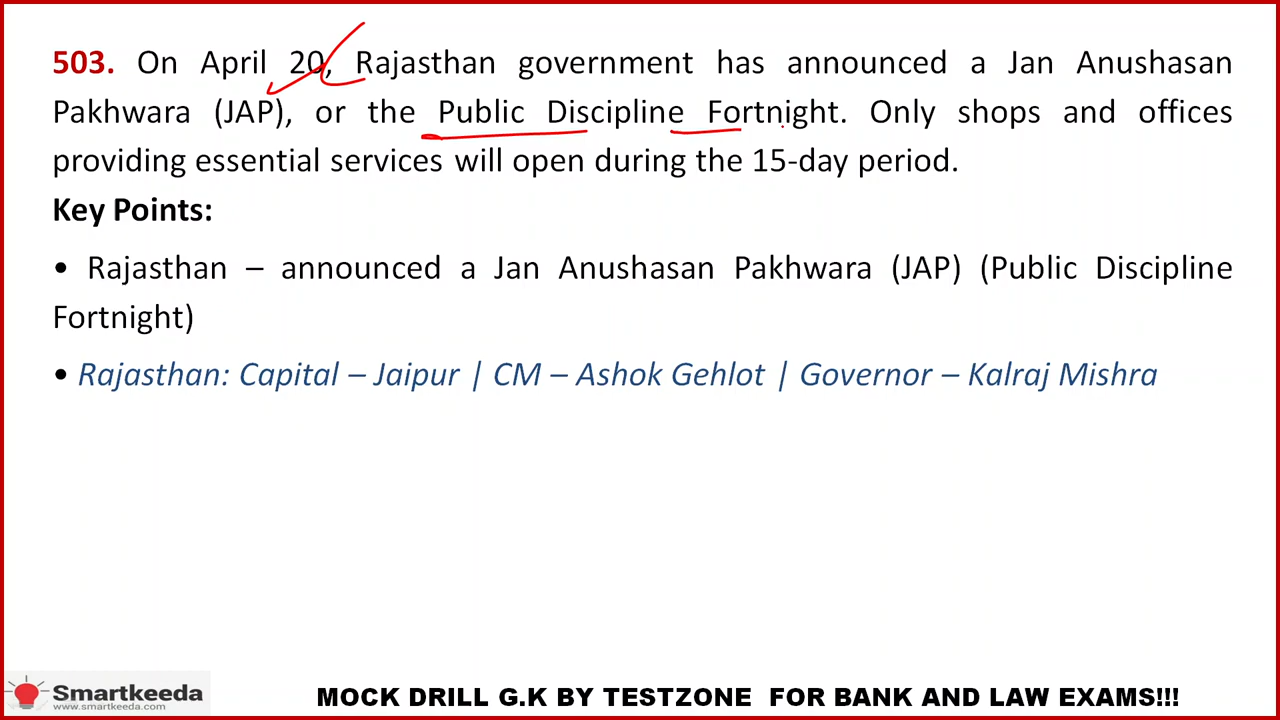 503. On April 20, Rajasthan government has announced a Jan Anushasan
Pakhwara (JAP), or the Public Discipline Fortnight. Only shops and offices
providing essential services will open during the 15-day period.
Key Points:
• Rajasthan – announced a Jan Anushasan Pakhwara (JAP) (Public Discipline
Fortnight)
• Rajasthan: Capital – Jaipur | CM – Ashok Gehlot | Governor – Kalraj Mishra
Smartkeeda
www.smartkeeda.com
MOCK DRILL G.K BY TESTZONE FOR BANK AND LAW EXAMS!!!